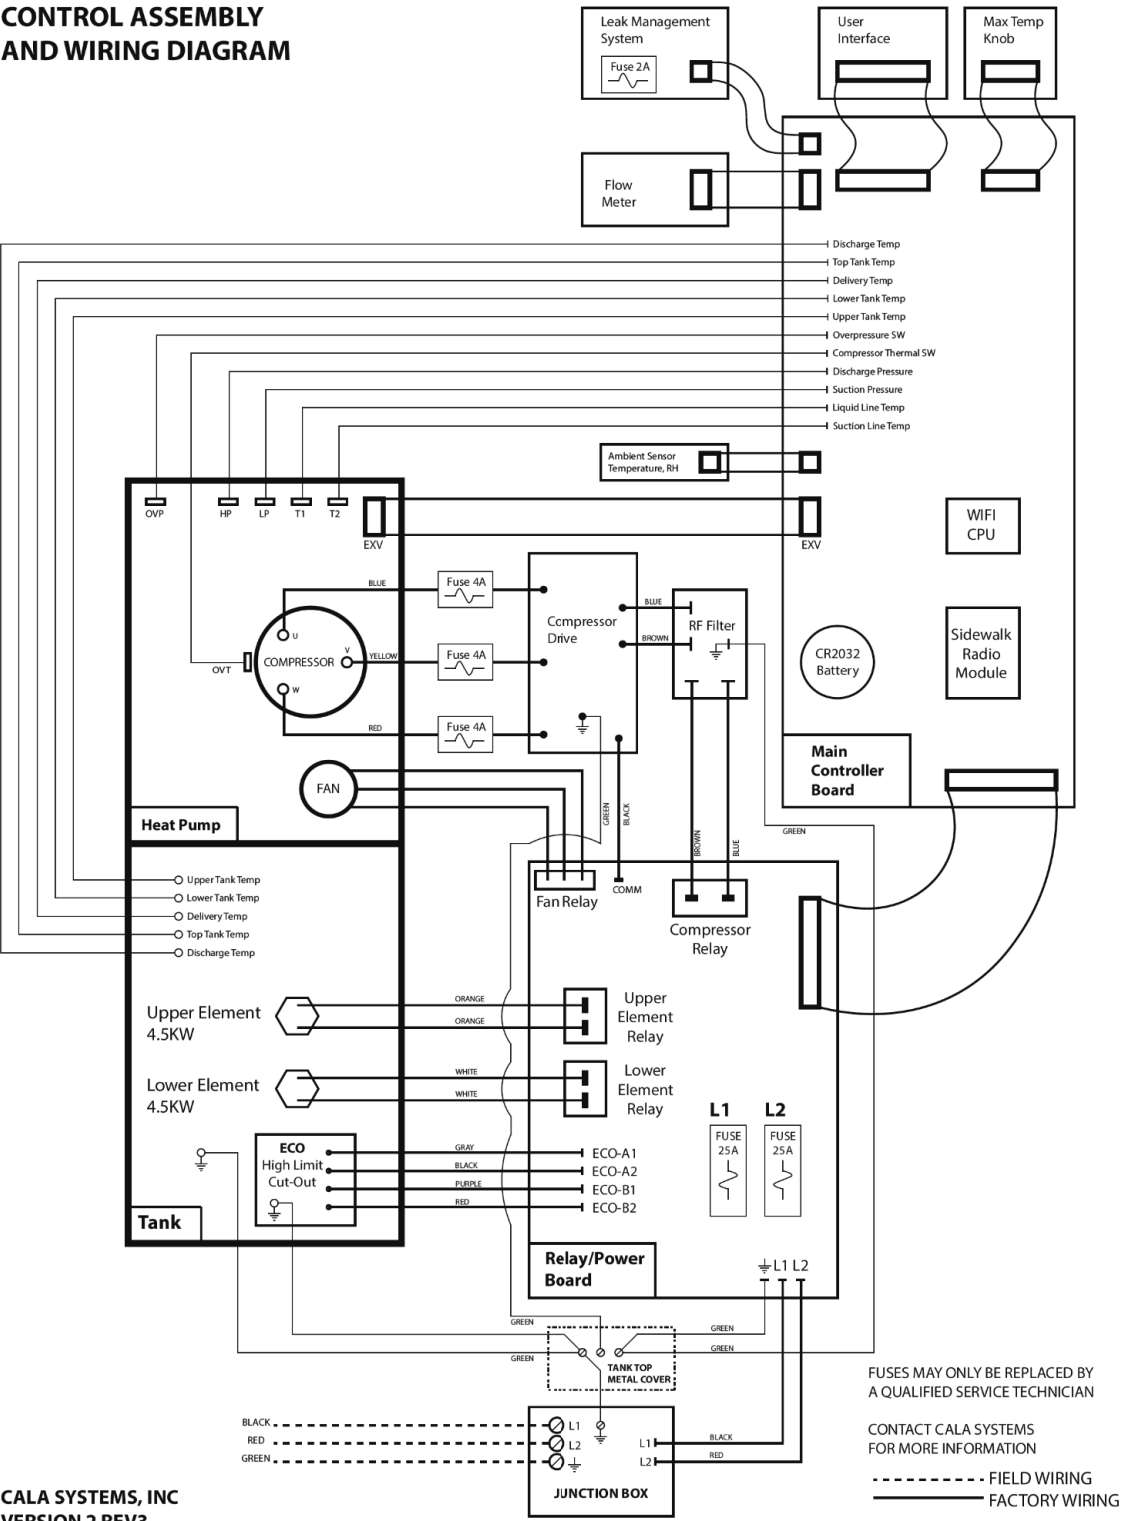 CONTROL ASSEMBLY
AND WIRING DIAGRAM
Leak Management
System
Fuse 2A
User
Interface
Max Temp
Knob
Flow
Meter
Discharge Temp
Top Tank Temp
Delivery Temp
Lower Tank Temp
Upper Tank Temp
Overpressure SW
Compressor Thermal SW
Discharge Pressure
Suction Pressure
Liquid Line Temp
Suction Line Temp
Ambient Sensor
Temperature, RH
OVP
HP
LP
T1
T2
EXV
EXV
WIFI
CPU
BLUE
Fuse 4A
Compressor
Drive
BLUE
BROWN
RF Filter
U
V
W
COMPRESSOR
OVT
YELLOW
Fuse 4A
RED
Fuse 4A
CR2032
Battery
Sidewalk
Radio
Module
Main
Controller
Board
FAN
Heat Pump
GREEN
BLACK
BROWN
BLUE
GREEN
Fan Relay
COMM
Compressor
Relay
Upper Tank Temp
Lower Tank Temp
Delivery Temp
Top Tank Temp
Discharge Temp
Upper Element
4.5KW
ORANGE
ORANGE
Upper
Element
Relay
Lower Element
4.5KW
WHITE
WHITE
Lower
Element
Relay
L1
L2
FUSE
25A
FUSE
25A
ECO
High Limit
Cut-Out
GRAY
BLACK
PURPLE
RED
ECO-A1
ECO-A2
ECO-B1
ECO-B2
Tank
Relay/Power
Board
L1 L2
GREEN
GREEN
GREEN
GREEN
TANK TOP
METAL COVER
FUSES MAY ONLY BE REPLACED BY
A QUALIFIED SERVICE TECHNICIAN
CONTACT CALA SYSTEMS
FOR MORE INFORMATION
BLACK
RED
GREEN
L1
L2
L1
L2
BLACK
RED
JUNCTION BOX
FIELD WIRING
FACTORY WIRING
CALA SYSTEMS, INC
VERSION 2 REV3